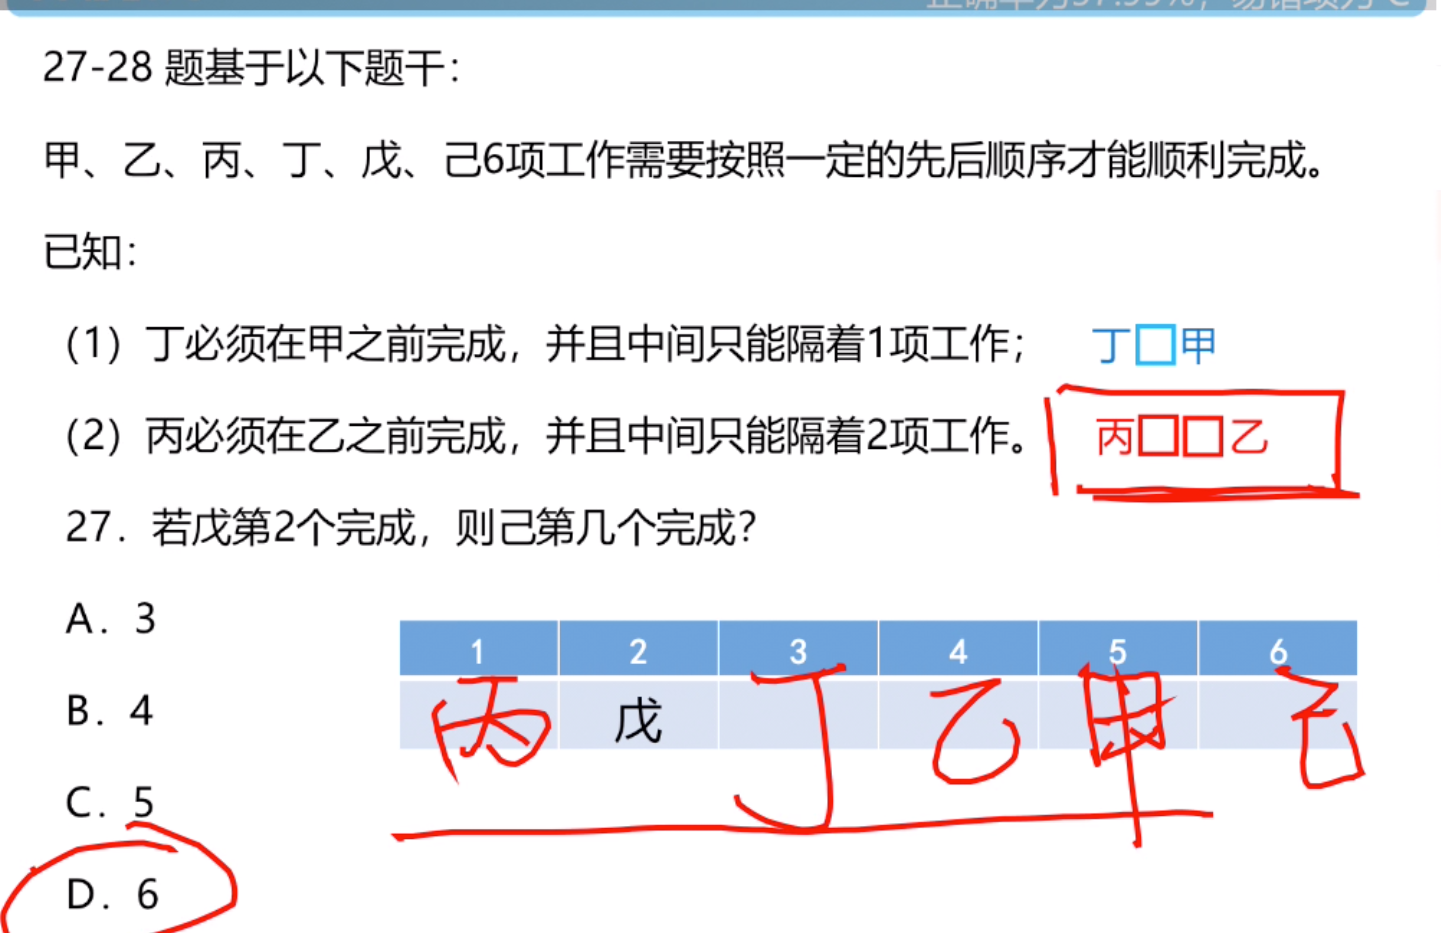 27-28 题基于以下题干：
甲、乙、丙、丁、戊、己6项工作需要按照一定的先后顺序才能顺利完成。
已知：
（1）丁必须在甲之前完成，并且中间只能隔着1项工作； 丁□甲
（2）丙必须在乙之前完成，并且中间只能隔着2项工作。 丙□□乙
27．若戊第2个完成，则己第几个完成？
A．3
B．4
C．5
D．6
1 2 3 4 5 6
丙 戊 丁 乙 甲 己